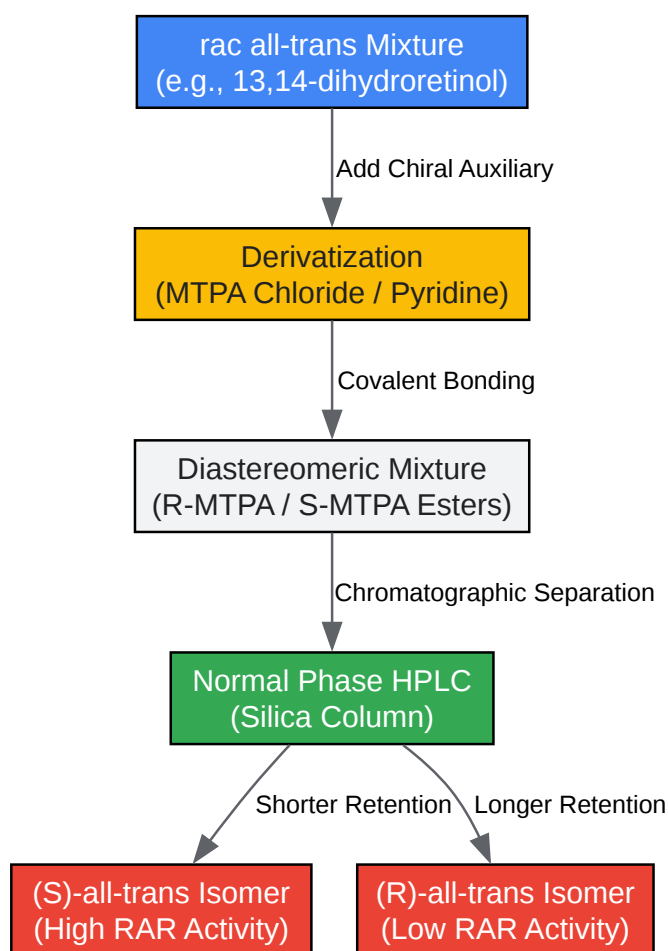 rac all-trans Mixture
(e.g., 13,14-dihydroretinol)
Add Chiral Auxiliary
Derivatization
(MTPA Chloride / Pyridine)
Covalent Bonding
Diastereomeric Mixture
(R-MTPA / S-MTPA Esters)
Chromatographic Separation
Normal Phase HPLC
(Silica Column)
Shorter Retention
Longer Retention
(S)-all-trans Isomer
(High RAR Activity)
(R)-all-trans Isomer
(Low RAR Activity)